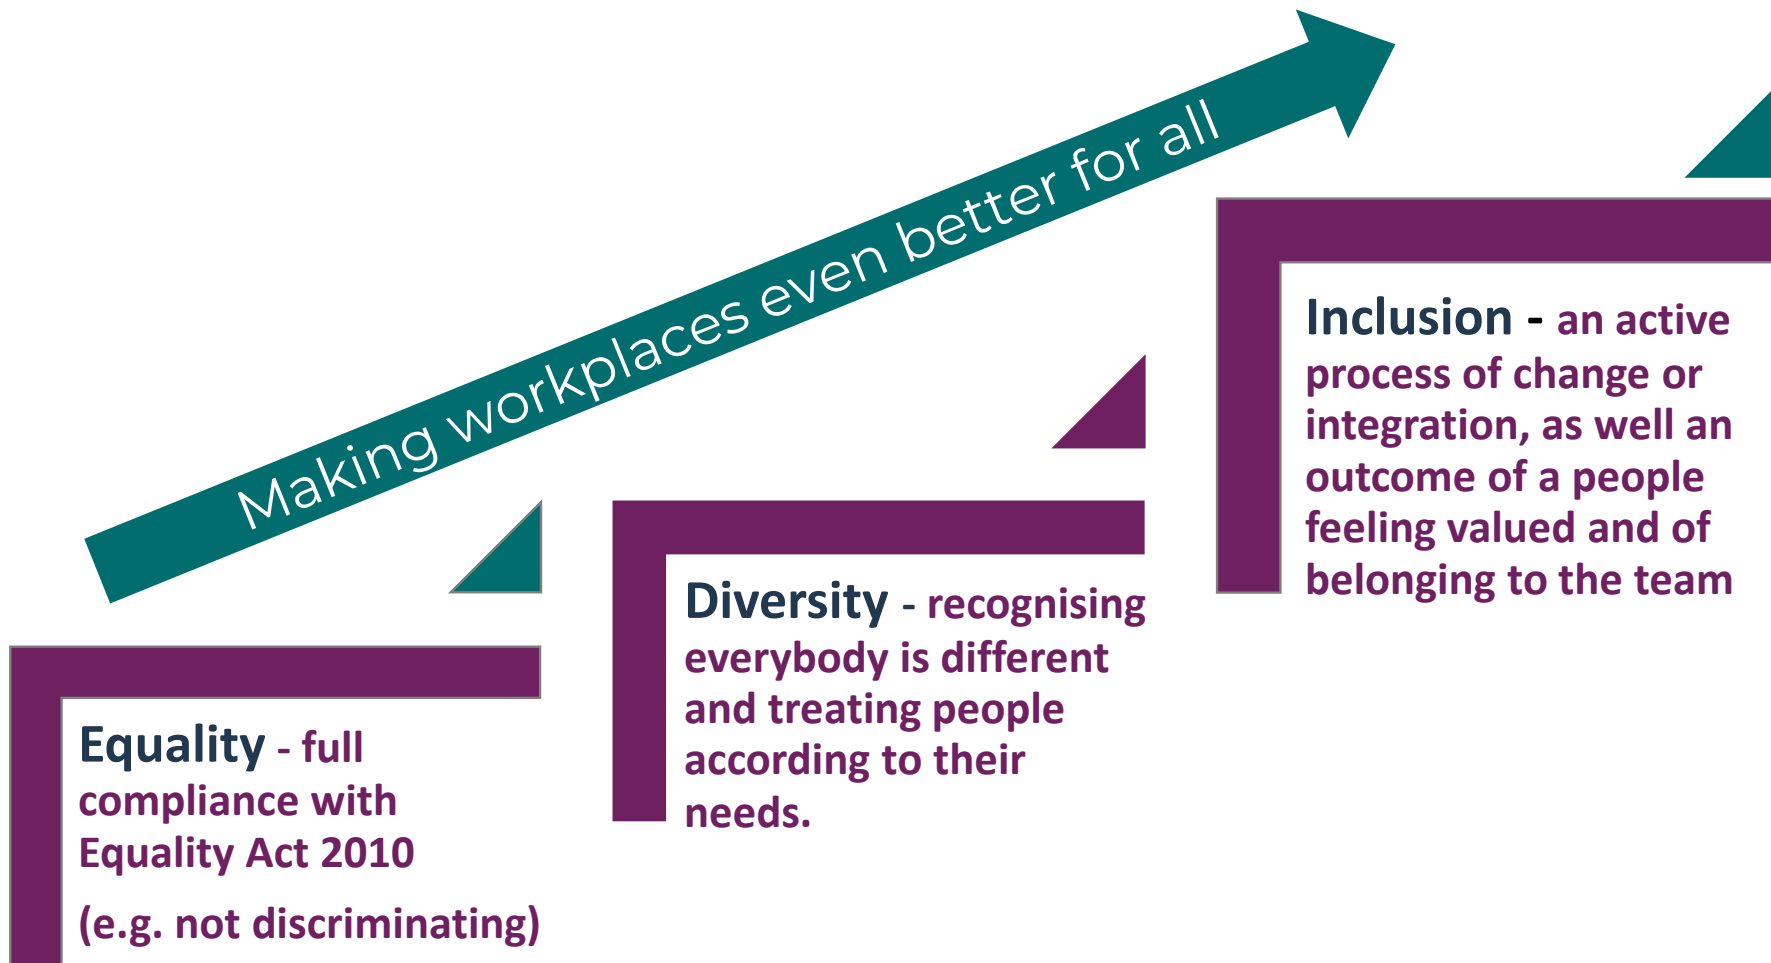 Making workplaces even better for all
Equality - full
compliance with
Equality Act 2010
(e.g. not discriminating)
Diversity - recognising
everybody is different
and treating people
according to their
needs.
Inclusion - an active
process of change or
integration, as well an
outcome of a people
feeling valued and of
belonging to the team